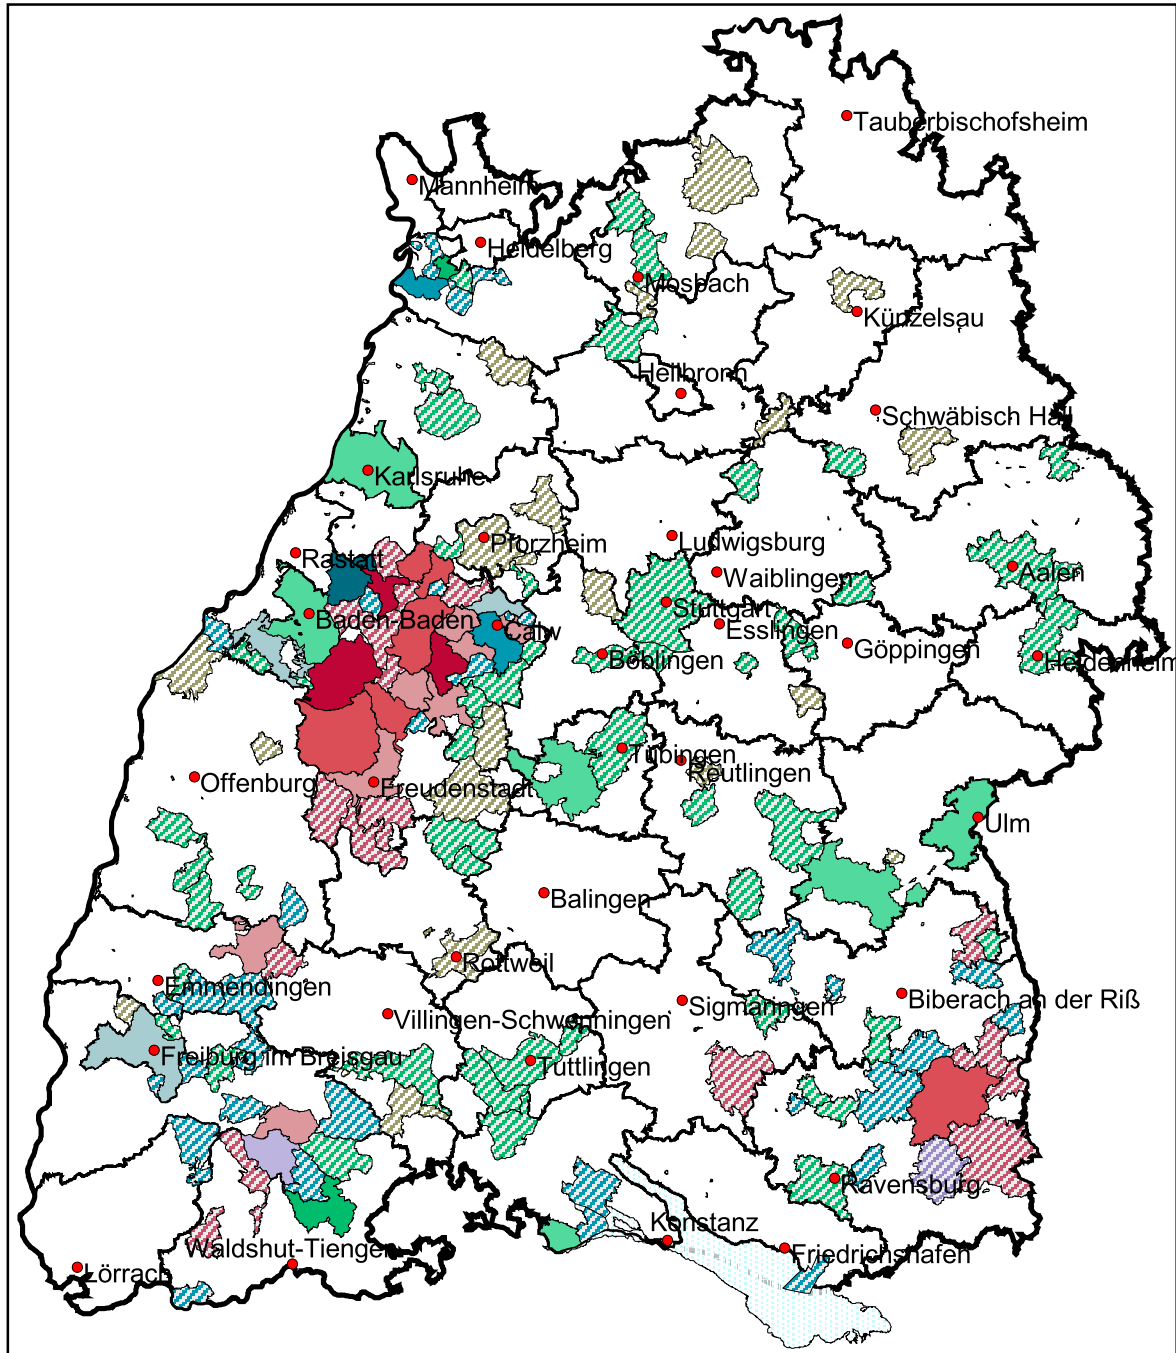 Tauberbischofsheim
Mannheim
Heidelberg
Mosbach
Künzelsau
Heilbronn
Schwäbisch Hall
Karlsruhe
Pforzheim
Ludwigsburg
Rastatt
Waiblingen
Aalen
Stuttgart
Baden-Baden
Calw
Esslingen
Göppingen
Böblingen
Heidenheim
Tübingen
Reutlingen
Offenburg
Freudenstadt
Ulm
Balingen
Rottweil
Emmendingen
Biberach an der Riß
Sigmaringen
Villingen-Schwenningen
Freiburg im Breisgau
Tuttlingen
Ravensburg
Konstanz
Waldshut-Tiengen
Friedrichshafen
Lörrach